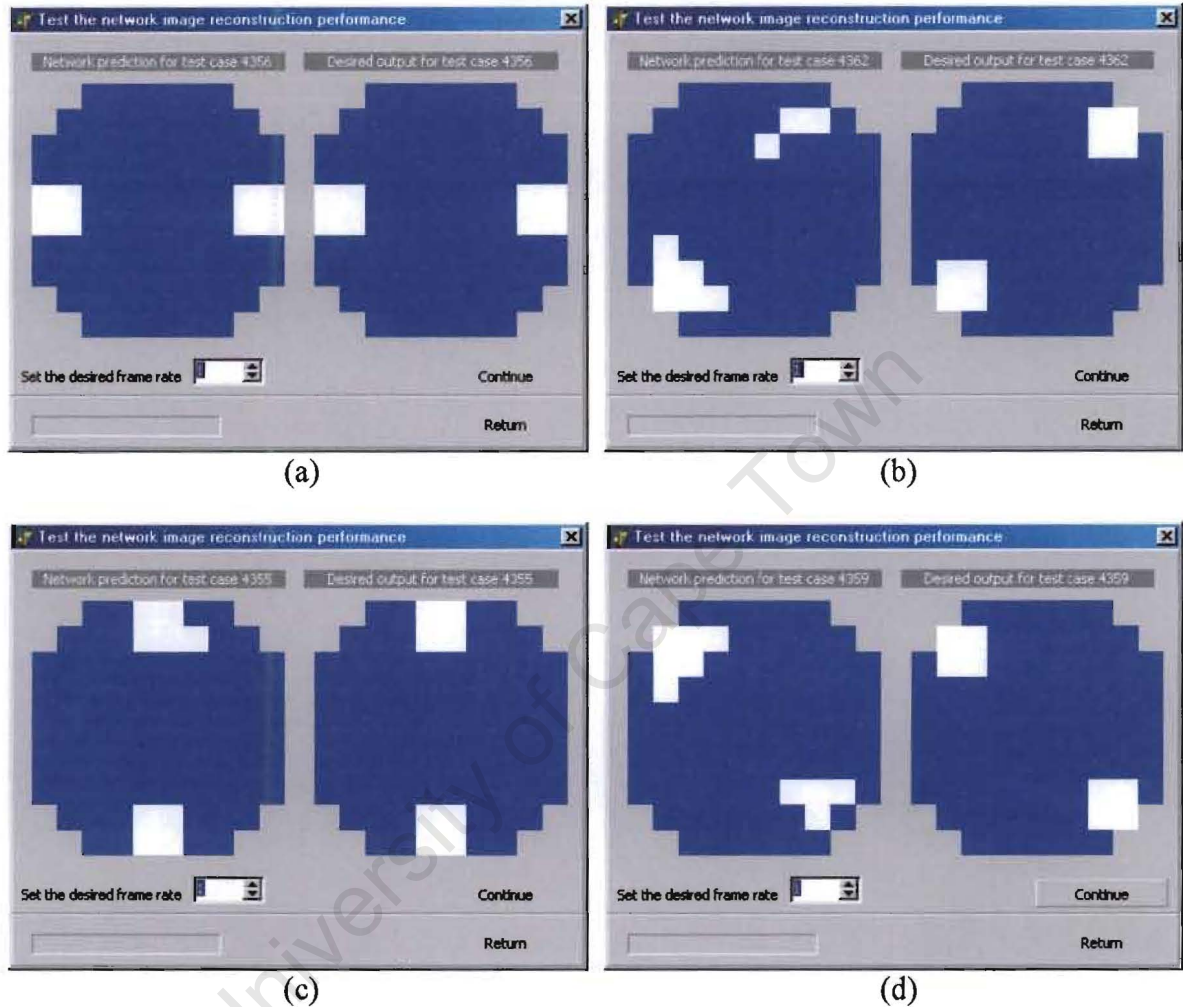 Test the network image reconstruction performance
Network prediction for test case 4356
Desired output for test case 4356
Set the desired frame rate
Continue
Return
(a)
Test the network image reconstruction performance
Network prediction for test case 4362
Desired output for test case 4362
Set the desired frame rate
Continue
Return
(b)
Test the network image reconstruction performance
Network prediction for test case 4355
Desired output for test case 4355
Set the desired frame rate
Continue
Return
(c)
Test the network image reconstruction performance
Network prediction for test case 4359
Desired output for test case 4359
Set the desired frame rate
Continue
Return
(d)
University of Cape Town